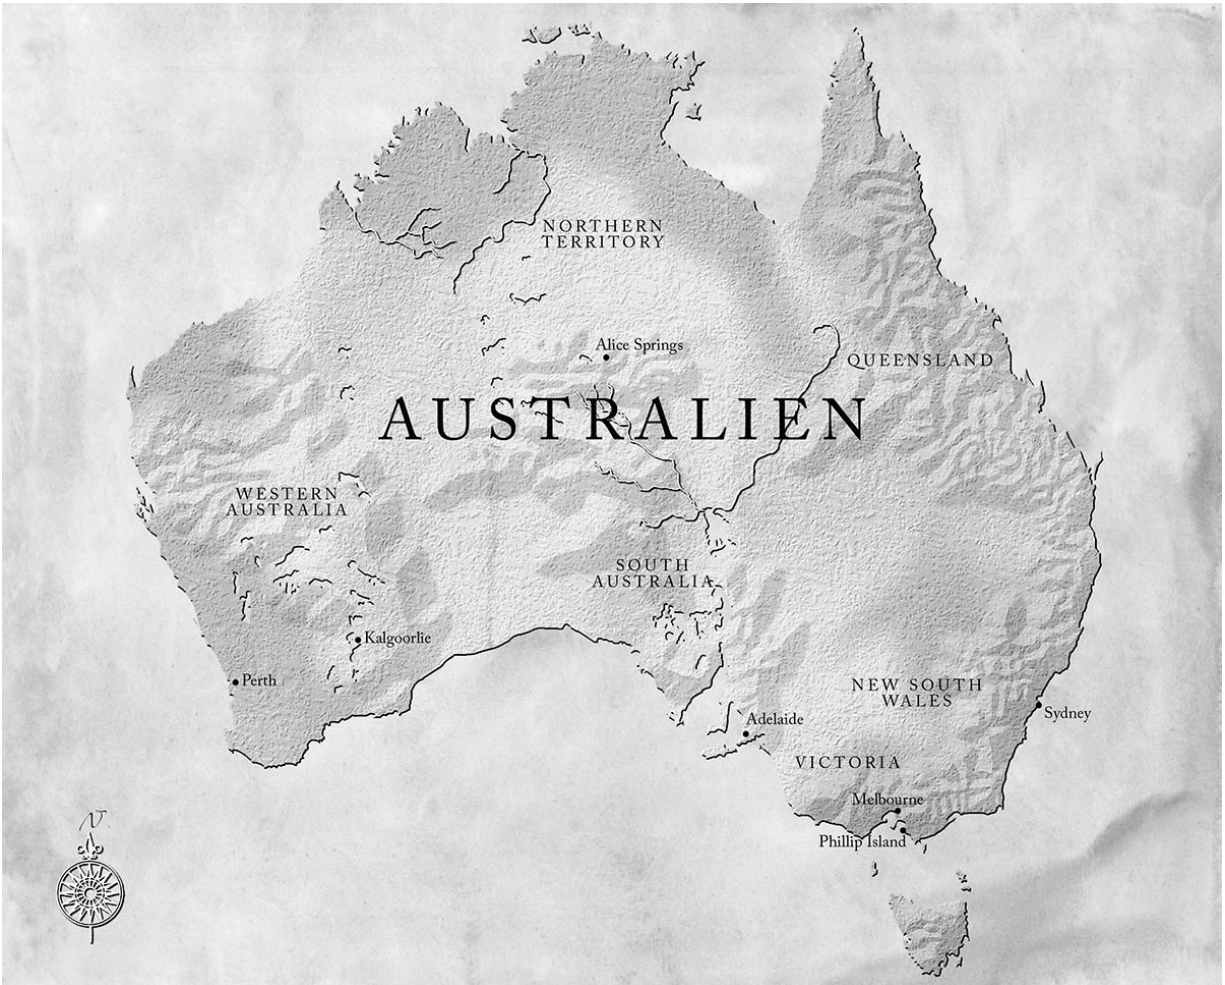 NORTHERN
TERRITORY
Alice Springs
QUEENSLAND
AUSTRALIEN
WESTERN
AUSTRALIA
SOUTH
AUSTRALIA
Kalgoorlie
Perth
NEW SOUTH
WALES
Sydney
Adelaide
VICTORIA
Melbourne
Phillip Island
N